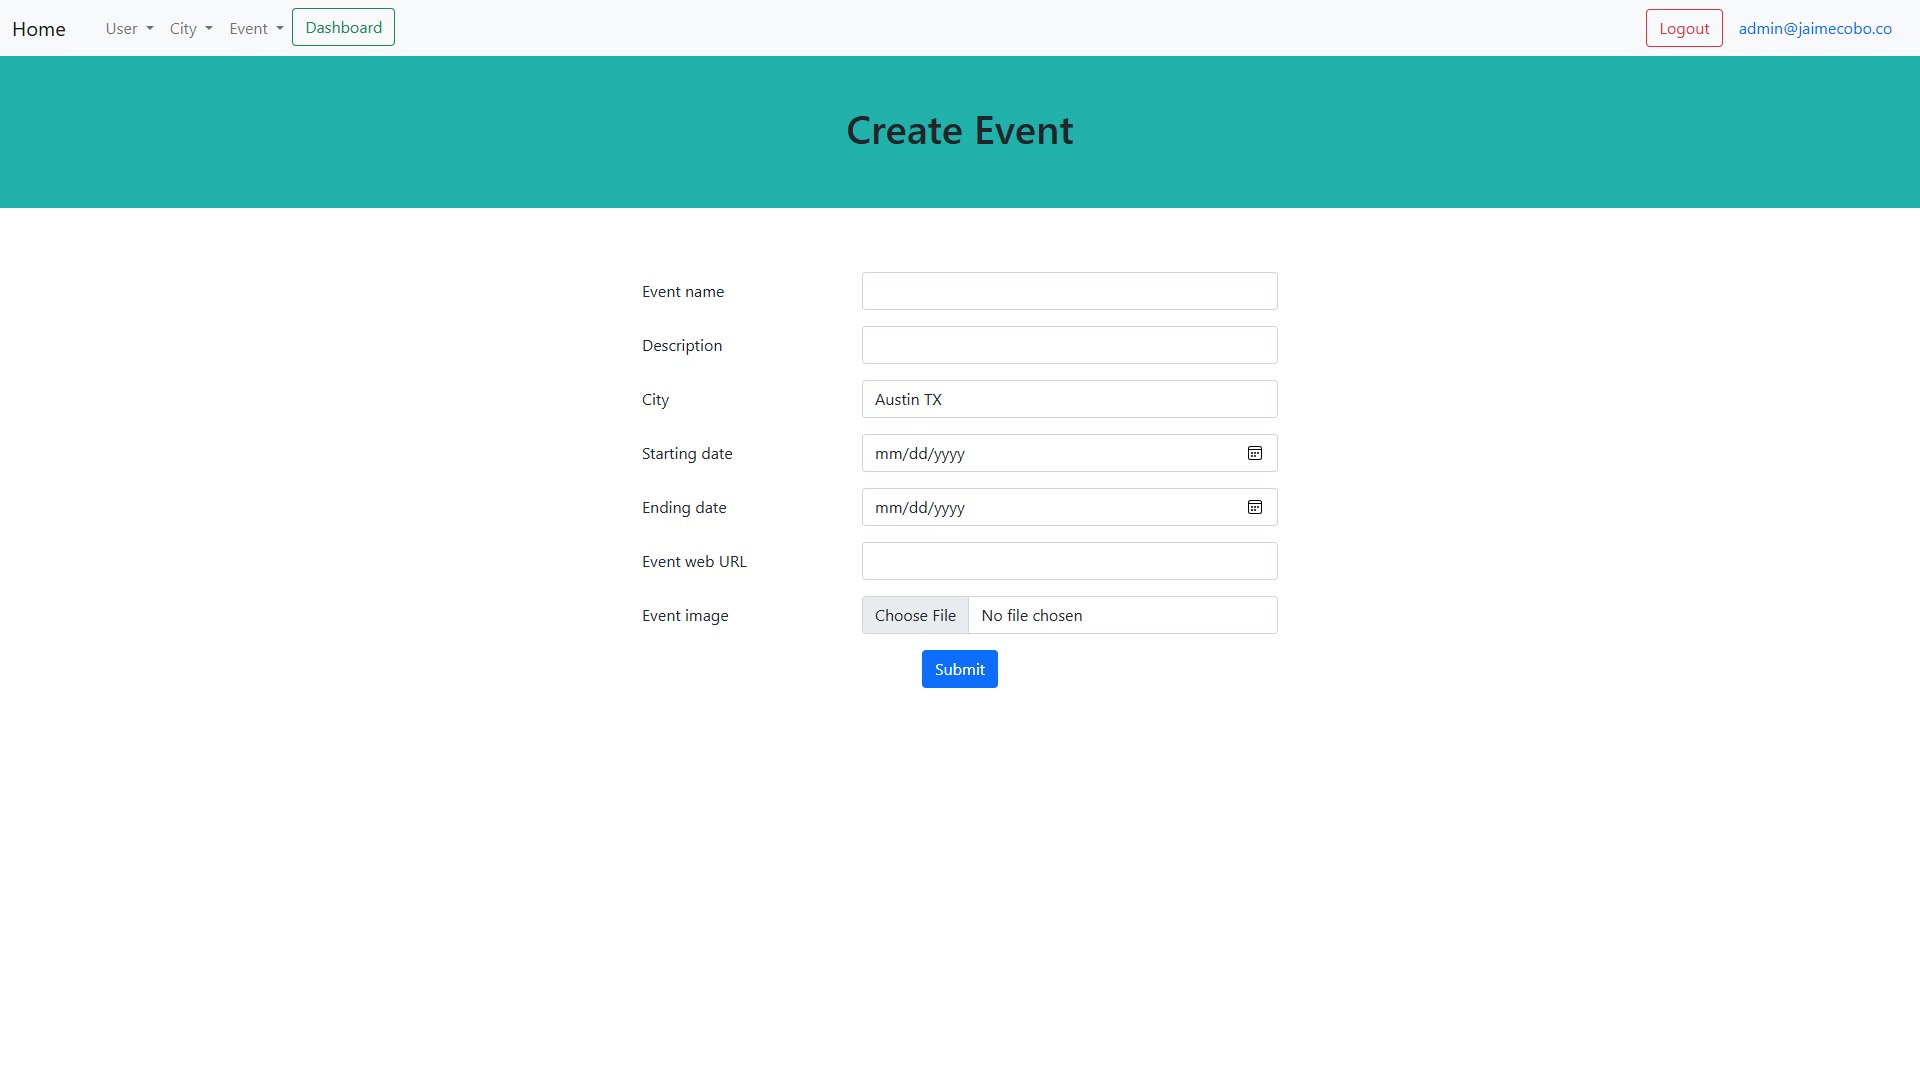 Home User City Event Dashboard Logout admin@jaimecobo.co
Create Event
Event name
Description
City Austin TX
Starting date mm/dd/yyyy
Ending date mm/dd/yyyy
Event web URL
Event image Choose File No file chosen
Submit